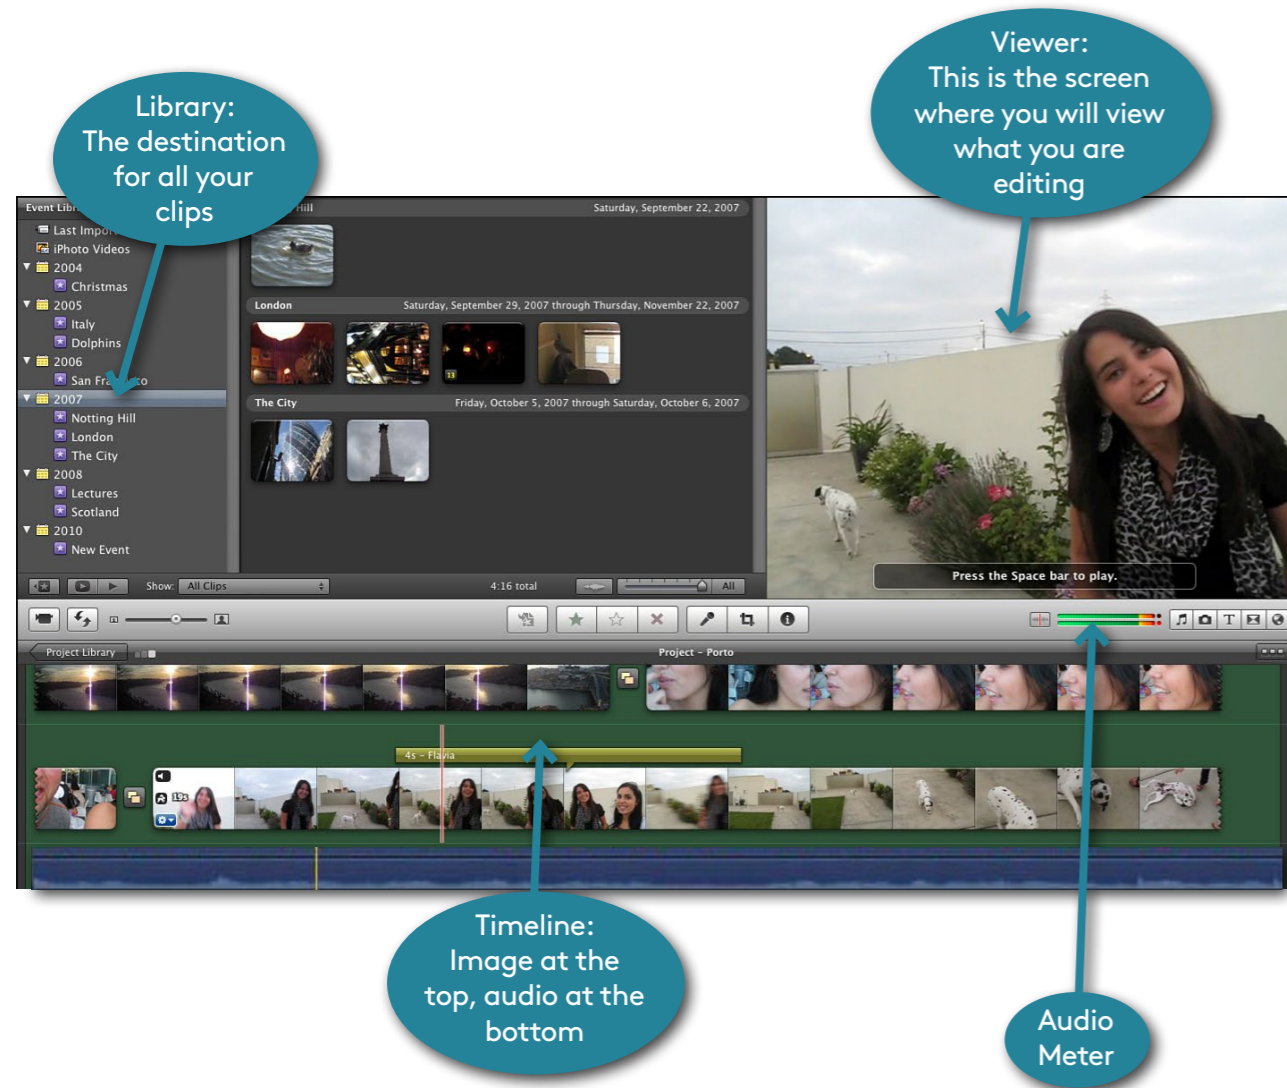 Viewer:
This is the screen
where you will view
what you are
editing
Library:
The destination
for all your
clips
Event
Hill
Saturday, September 22, 2007
Last
iPhoto Videos
2004
Christmas
2005
Italy
Dolphins
2006
San
2007
Notting Hill
London
The City
2008
Lectures
Scotland
2010
New Event
London
Saturday, September 29, 2007 through Thursday, November 22, 2007
13
The City
Friday, October 5, 2007 through Saturday, October 6, 2007
Press the Space bar to play.
Show:
All Clips
4:16 total
All
T
Project Library
Project - Porto
4s - Flavia
19s
Timeline:
Image at the
top, audio at the
bottom
Audio
Meter